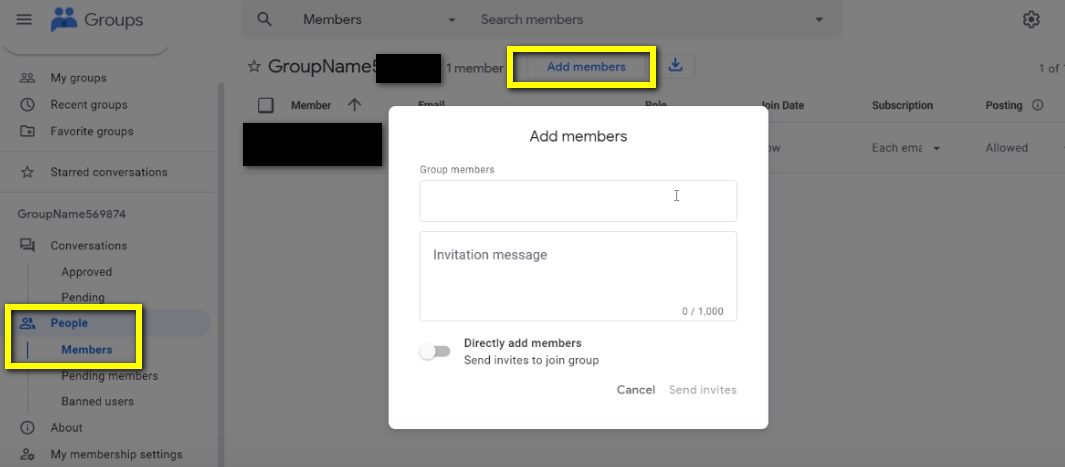 Groups
Members
Search members
My groups
Recent groups
Favorite groups
Starred conversations
GroupName569874
Conversations
Approved
Pending
People
Members
Pending members
Banned users
About
My membership settings
GroupName5
1 member
Add members
1 of
Member
Email
Role
Join Date
Subscription
Posting
Each ema
Allowed
Add members
Group members
Invitation message
0 / 1,000
Directly add members
Send invites to join group
Cancel Send invites